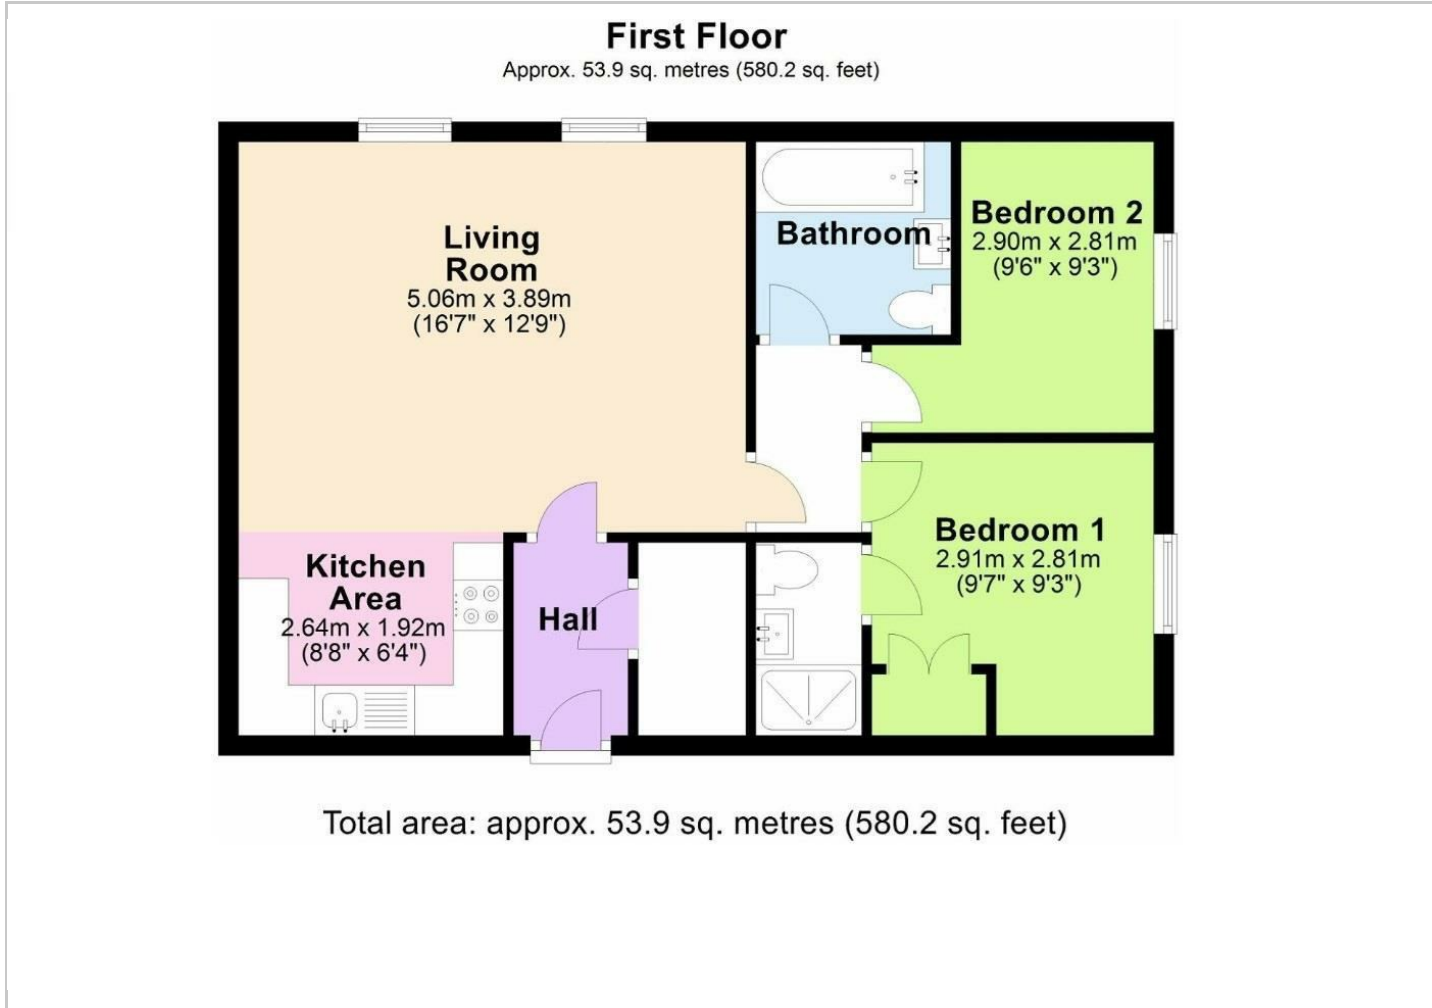 First Floor
Approx. 53.9 sq. metres (580.2 sq. feet)
Living
Room
5.06m x 3.89m
(16'7" x 12'9")
Bathroom
Bedroom 2
2.90m x 2.81m
(9'6" x 9'3")
Kitchen
Area
2.64m x 1.92m
(8'8" x 6'4")
Hall
Bedroom 1
2.91m x 2.81m
(9'7" x 9'3")
Total area: approx. 53.9 sq. metres (580.2 sq. feet)